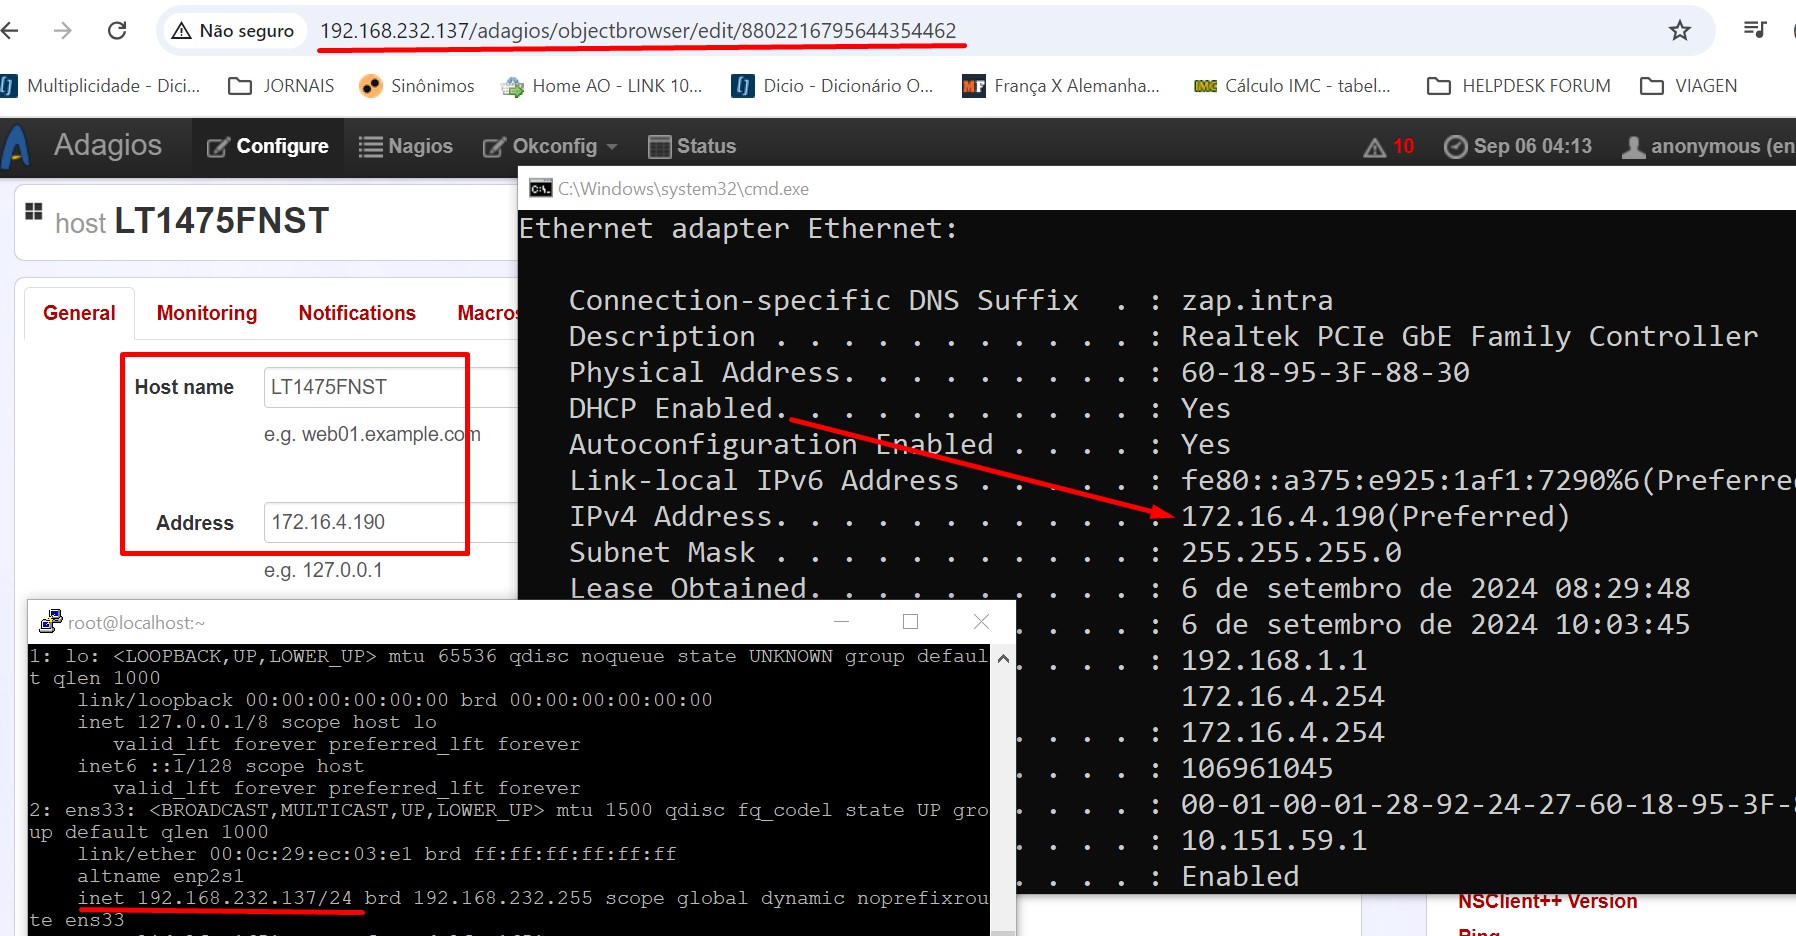 Não seguro 192.168.232.137/adagios/objectbrowser/edit/8802216795644354462
Multiplicidade - Dici... JORNAIS Sinônimos Home AO - LINK 10... Dicio - Dicionário O... França X Alemanha... Cálculo IMC - tabel... HELPDESK FORUM VIAGEN
Adagios Configure Nagios Okconfig Status 10 Sep 06 04:13 anonymous (en
host LT1475FNST
General Monitoring Notifications Macros
Host name LT1475FNST
e.g. web01.example.com
Address 172.16.4.190
e.g. 127.0.0.1
C:\Windows\system32\cmd.exe
Ethernet adapter Ethernet:
Connection-specific DNS Suffix . : zap.intra
Description . . . . . . . . . . . : Realtek PCIe GbE Family Controller
Physical Address. . . . . . . . . : 60-18-95-3F-88-30
DHCP Enabled. . . . . . . . . . . : Yes
Autoconfiguration Enabled . . . . : Yes
Link-local IPv6 Address . . . . . : fe80::a375:e925:1af1:7290%6(Preferre
IPv4 Address. . . . . . . . . . . : 172.16.4.190(Preferred)
Subnet Mask . . . . . . . . . . . : 255.255.255.0
Lease Obtained. . . . . . . . . . : 6 de setembro de 2024 08:29:48
. . . . : 6 de setembro de 2024 10:03:45
. . . . : 192.168.1.1
172.16.4.254
. . . . : 172.16.4.254
. . . . : 106961045
. . . . : 00-01-00-01-28-92-24-27-60-18-95-3F-
. . . . : 10.151.59.1
. . . . : Enabled
root@localhost:~
1: lo: <LOOPBACK,UP,LOWER_UP> mtu 65536 qdisc noqueue state UNKNOWN group defaul
t qlen 1000
link/loopback 00:00:00:00:00:00 brd 00:00:00:00:00:00
inet 127.0.0.1/8 scope host lo
valid_lft forever preferred_lft forever
inet6 ::1/128 scope host
valid_lft forever preferred_lft forever
2: ens33: <BROADCAST,MULTICAST,UP,LOWER_UP> mtu 1500 qdisc fq_codel state UP gro
up default qlen 1000
link/ether 00:0c:29:ec:03:e1 brd ff:ff:ff:ff:ff:ff
altname enp2s1
inet 192.168.232.137/24 brd 192.168.232.255 scope global dynamic noprefixrou
te ens33
NSClient++ Version
Ping